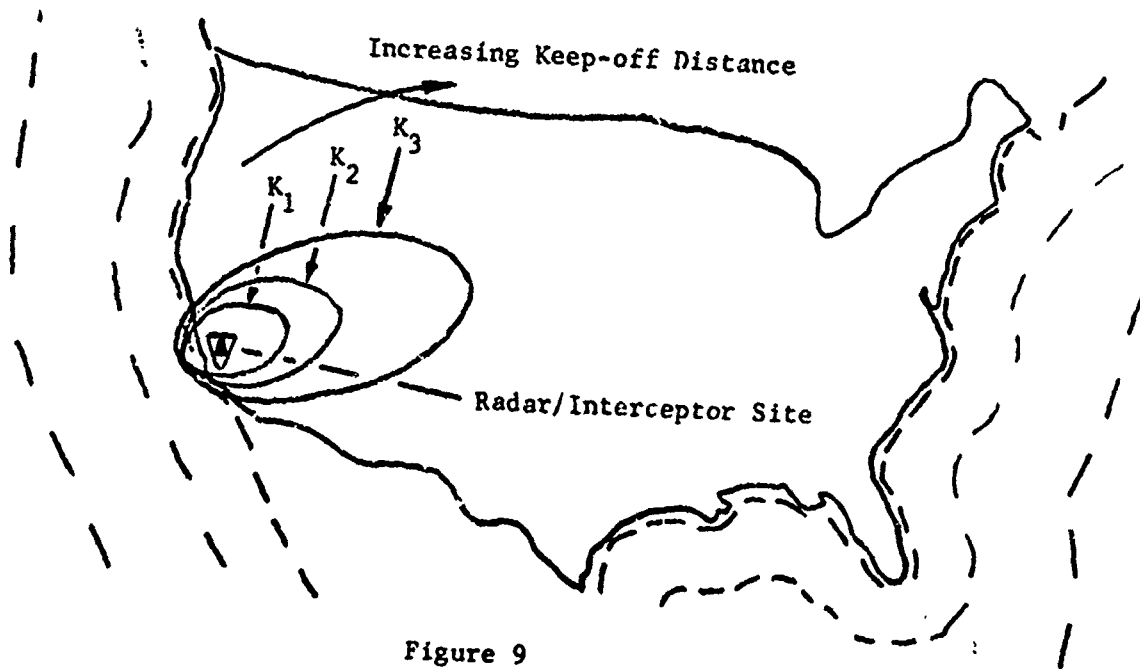 Increasing Keep-off Distance
K3
K2
K1
Radar/Interceptor Site
Figure 9